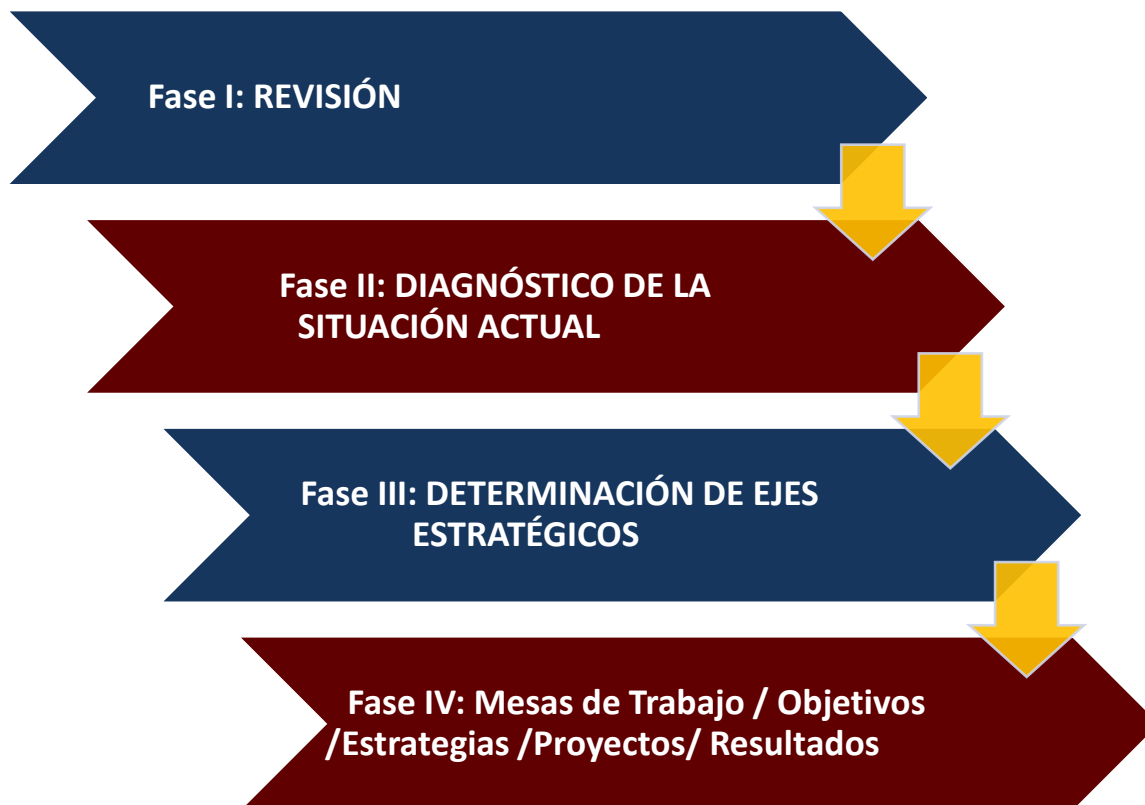 Fase I: REVISIÓN
Fase II: DIAGNÓSTICO DE LA
SITUACIÓN ACTUAL
Fase III: DETERMINACIÓN DE EJES
ESTRATÉGICOS
Fase IV: Mesas de Trabajo / Objetivos
/Estrategias /Proyectos/ Resultados